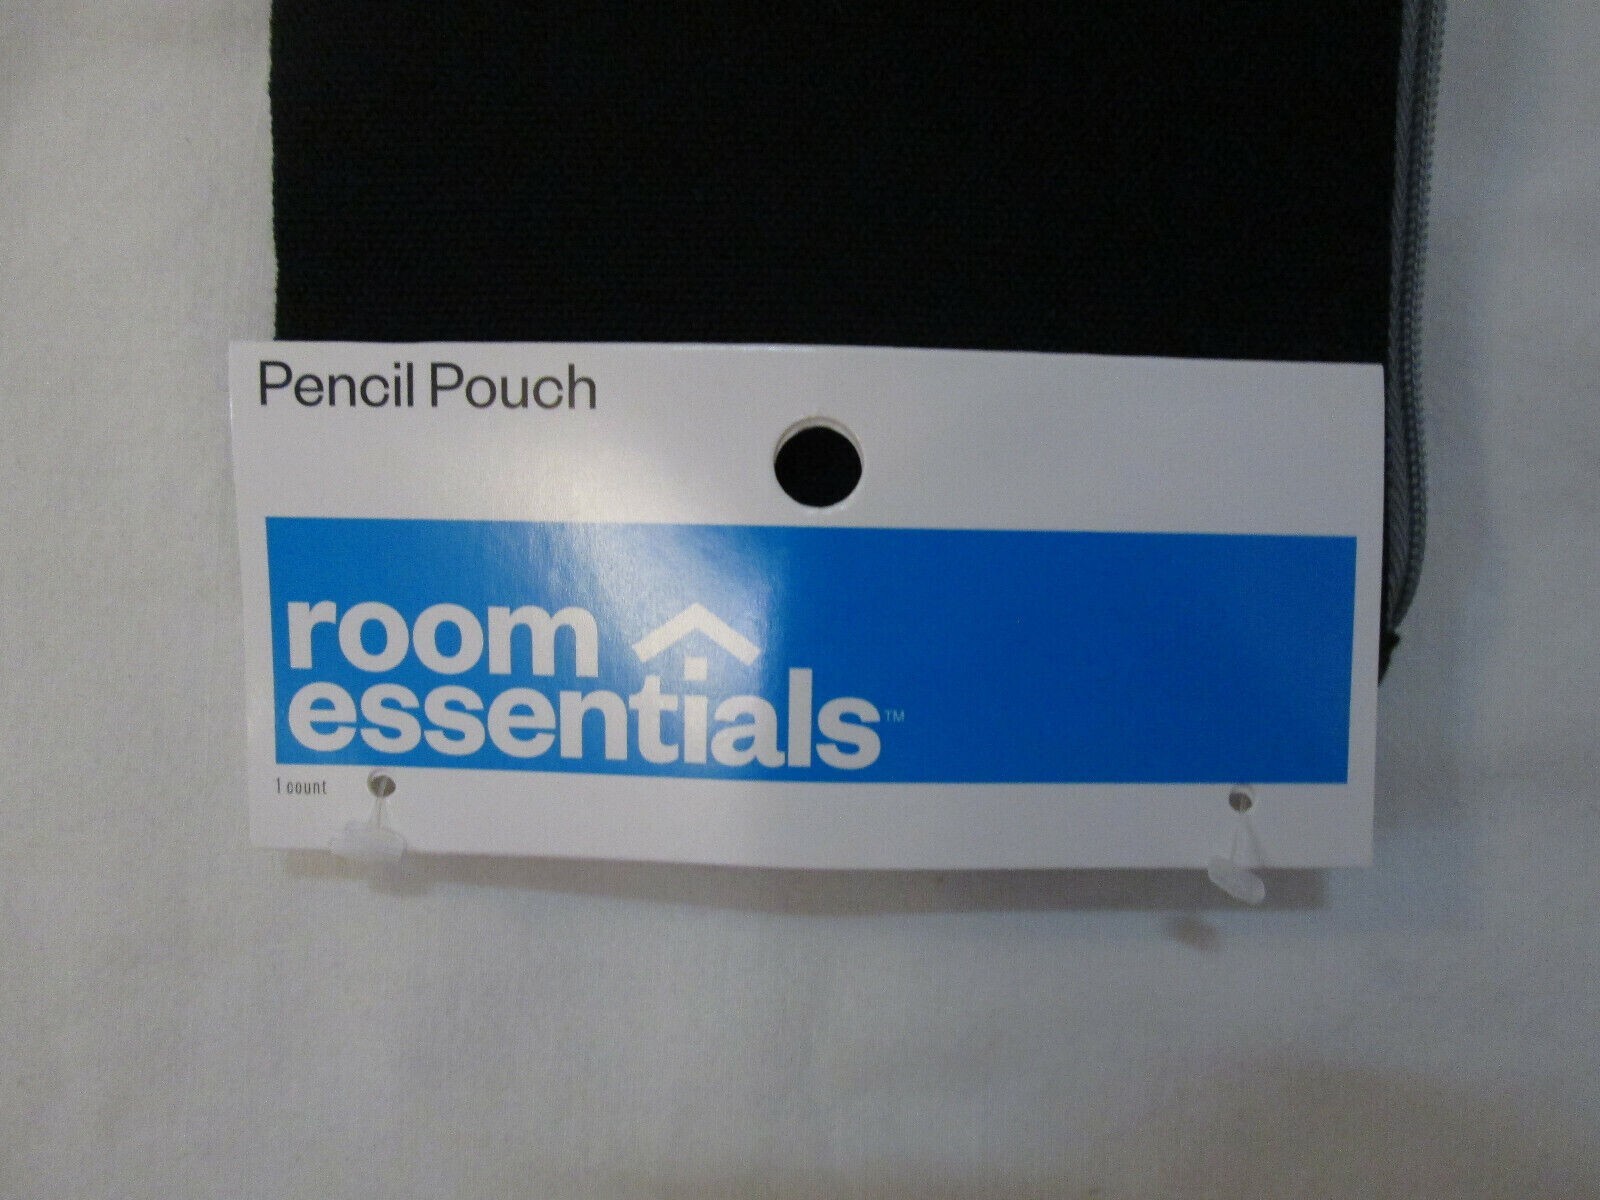 Pencil Pouch
room
essentials™
1 count